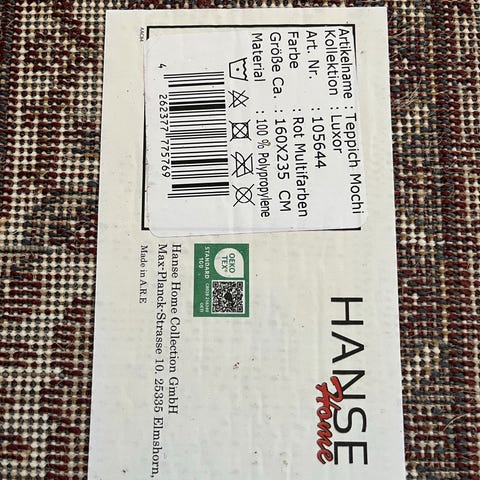 Artikelname : Teppich Mochi
Kollektion : Luxor
Art. Nr. : 105644
Farbe : Rot Multifarben
Größe Ca. : 160X235 CM
Material : 100 % Polypropylene
4 262377 775769
HANSE
Home
OEKO
TEX®
STANDARD
100
Hanse Home Collection GmbH
Max-Planck-Strasse 10. 25335 Elmshorn,
Made in A.R.E